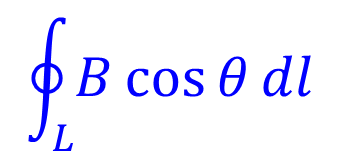 ∮_L B cos θ dl